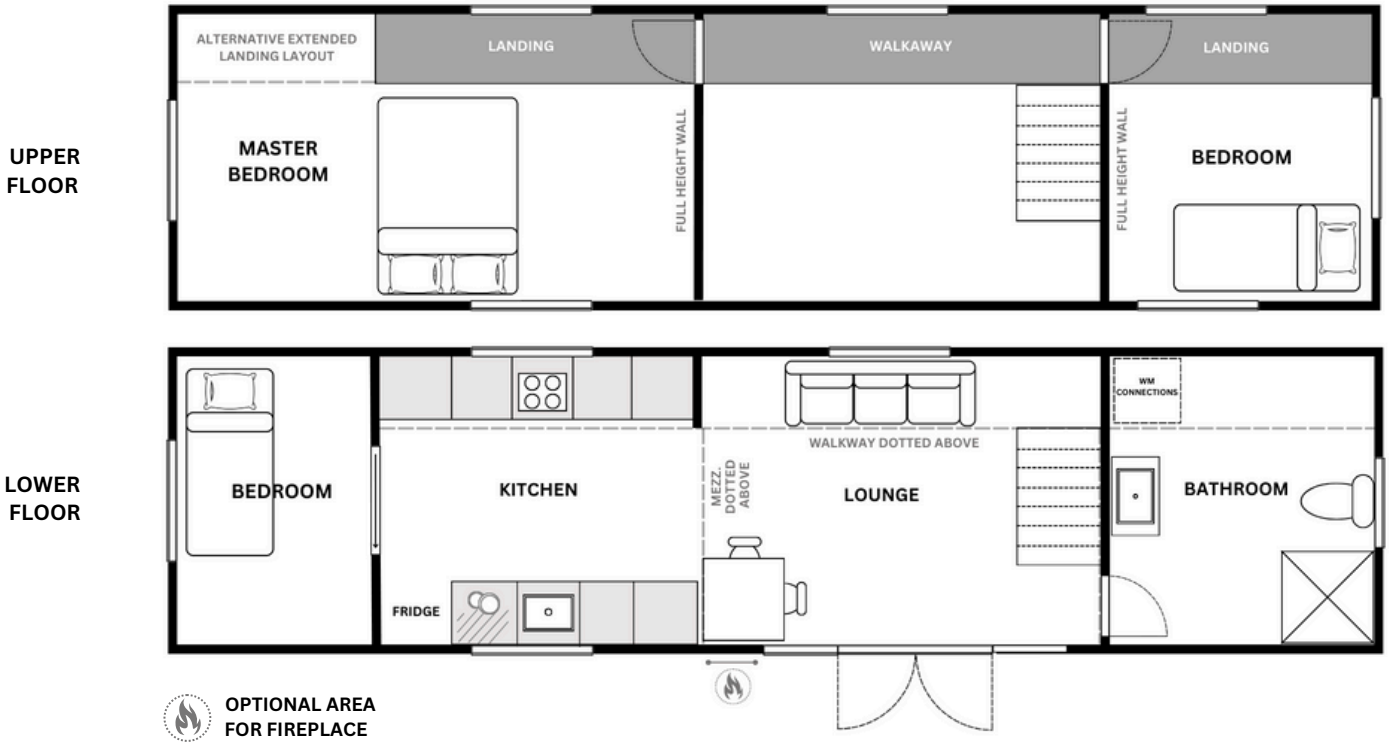 ALTERNATIVE EXTENDED
LANDING LAYOUT
LANDING
WALKAWAY
LANDING
UPPER
FLOOR
MASTER
BEDROOM
FULL HEIGHT WALL
FULL HEIGHT WALL
BEDROOM
LOWER
FLOOR
BEDROOM
KITCHEN
FRIDGE
WALKWAY DOTTED ABOVE
MEZZ.
DOTTED
ABOVE
LOUNGE
WM
CONNECTIONS
BATHROOM
OPTIONAL AREA
FOR FIREPLACE